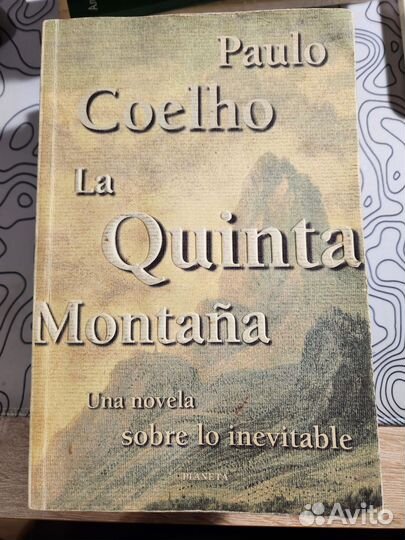 Paulo
Coelho
La
Quinta
Montaña
Una novela
sobre lo inevitable
PLANETA
Avito